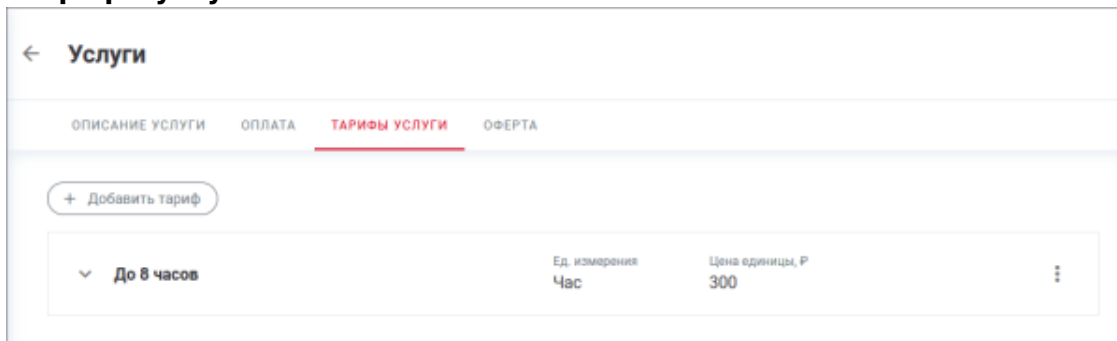 Услуги
ОПИСАНИЕ УСЛУГИ ОПЛАТА ТАРИФЫ УСЛУГИ ОФЕРТА
+ Добавить тариф
До 8 часов
Ед. измерения
Час
Цена единицы, ₽
300